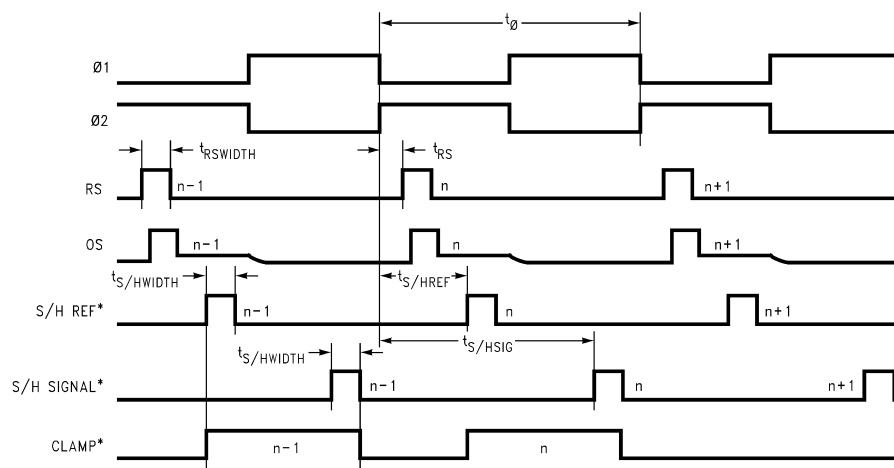 tø
Ø1
Ø2
tRSWIDTH
tRS
RS
n-1
n
n+1
OS
n-1
n
n+1
tS/HWIDTH
tS/HREF
S/H REF*
n-1
n
n+1
tS/HSIG
tS/HWIDTH
S/H SIGNAL*
n-1
n
n+1
CLAMP*
n-1
n